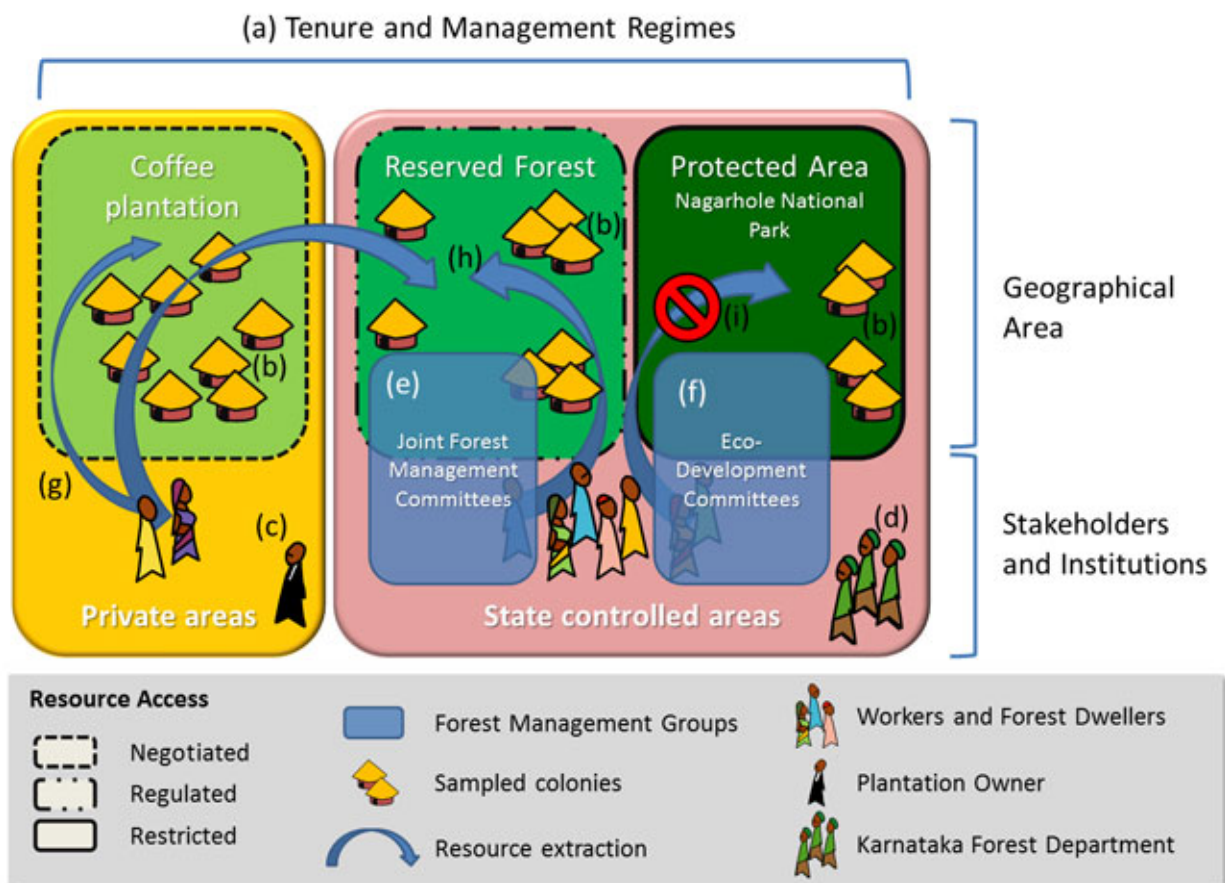 (a) Tenure and Management Regimes
Coffee
plantation
(b)
Reserved Forest
(b)
(h)
Protected Area
Nagarhole National
Park
(i)
(b)
Geographical
Area
(e)
Joint Forest
Management
Committees
(f)
Eco-
Development
Committees
(g)
(c)
(d)
Private areas
State controlled areas
Stakeholders
and Institutions
Resource Access
Negotiated
Regulated
Restricted
Forest Management Groups
Sampled colonies
Resource extraction
Workers and Forest Dwellers
Plantation Owner
Karnataka Forest Department